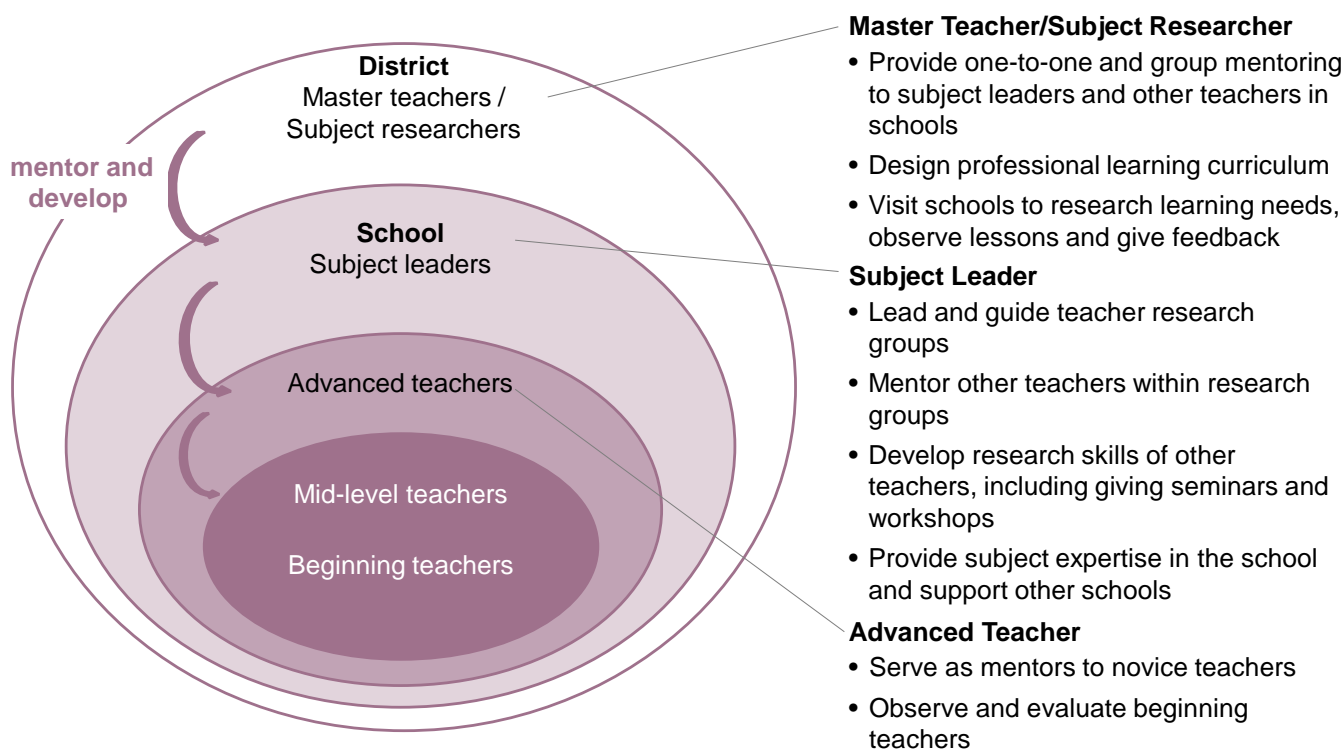 District
Master teachers /
Subject researchers
mentor and
develop
School
Subject leaders
Advanced teachers
Mid-level teachers
Beginning teachers
Master Teacher/Subject Researcher
• Provide one-to-one and group mentoring
to subject leaders and other teachers in
schools
• Design professional learning curriculum
• Visit schools to research learning needs,
observe lessons and give feedback
Subject Leader
• Lead and guide teacher research
groups
• Mentor other teachers within research
groups
• Develop research skills of other
teachers, including giving seminars and
workshops
• Provide subject expertise in the school
and support other schools
Advanced Teacher
• Serve as mentors to novice teachers
• Observe and evaluate beginning
teachers